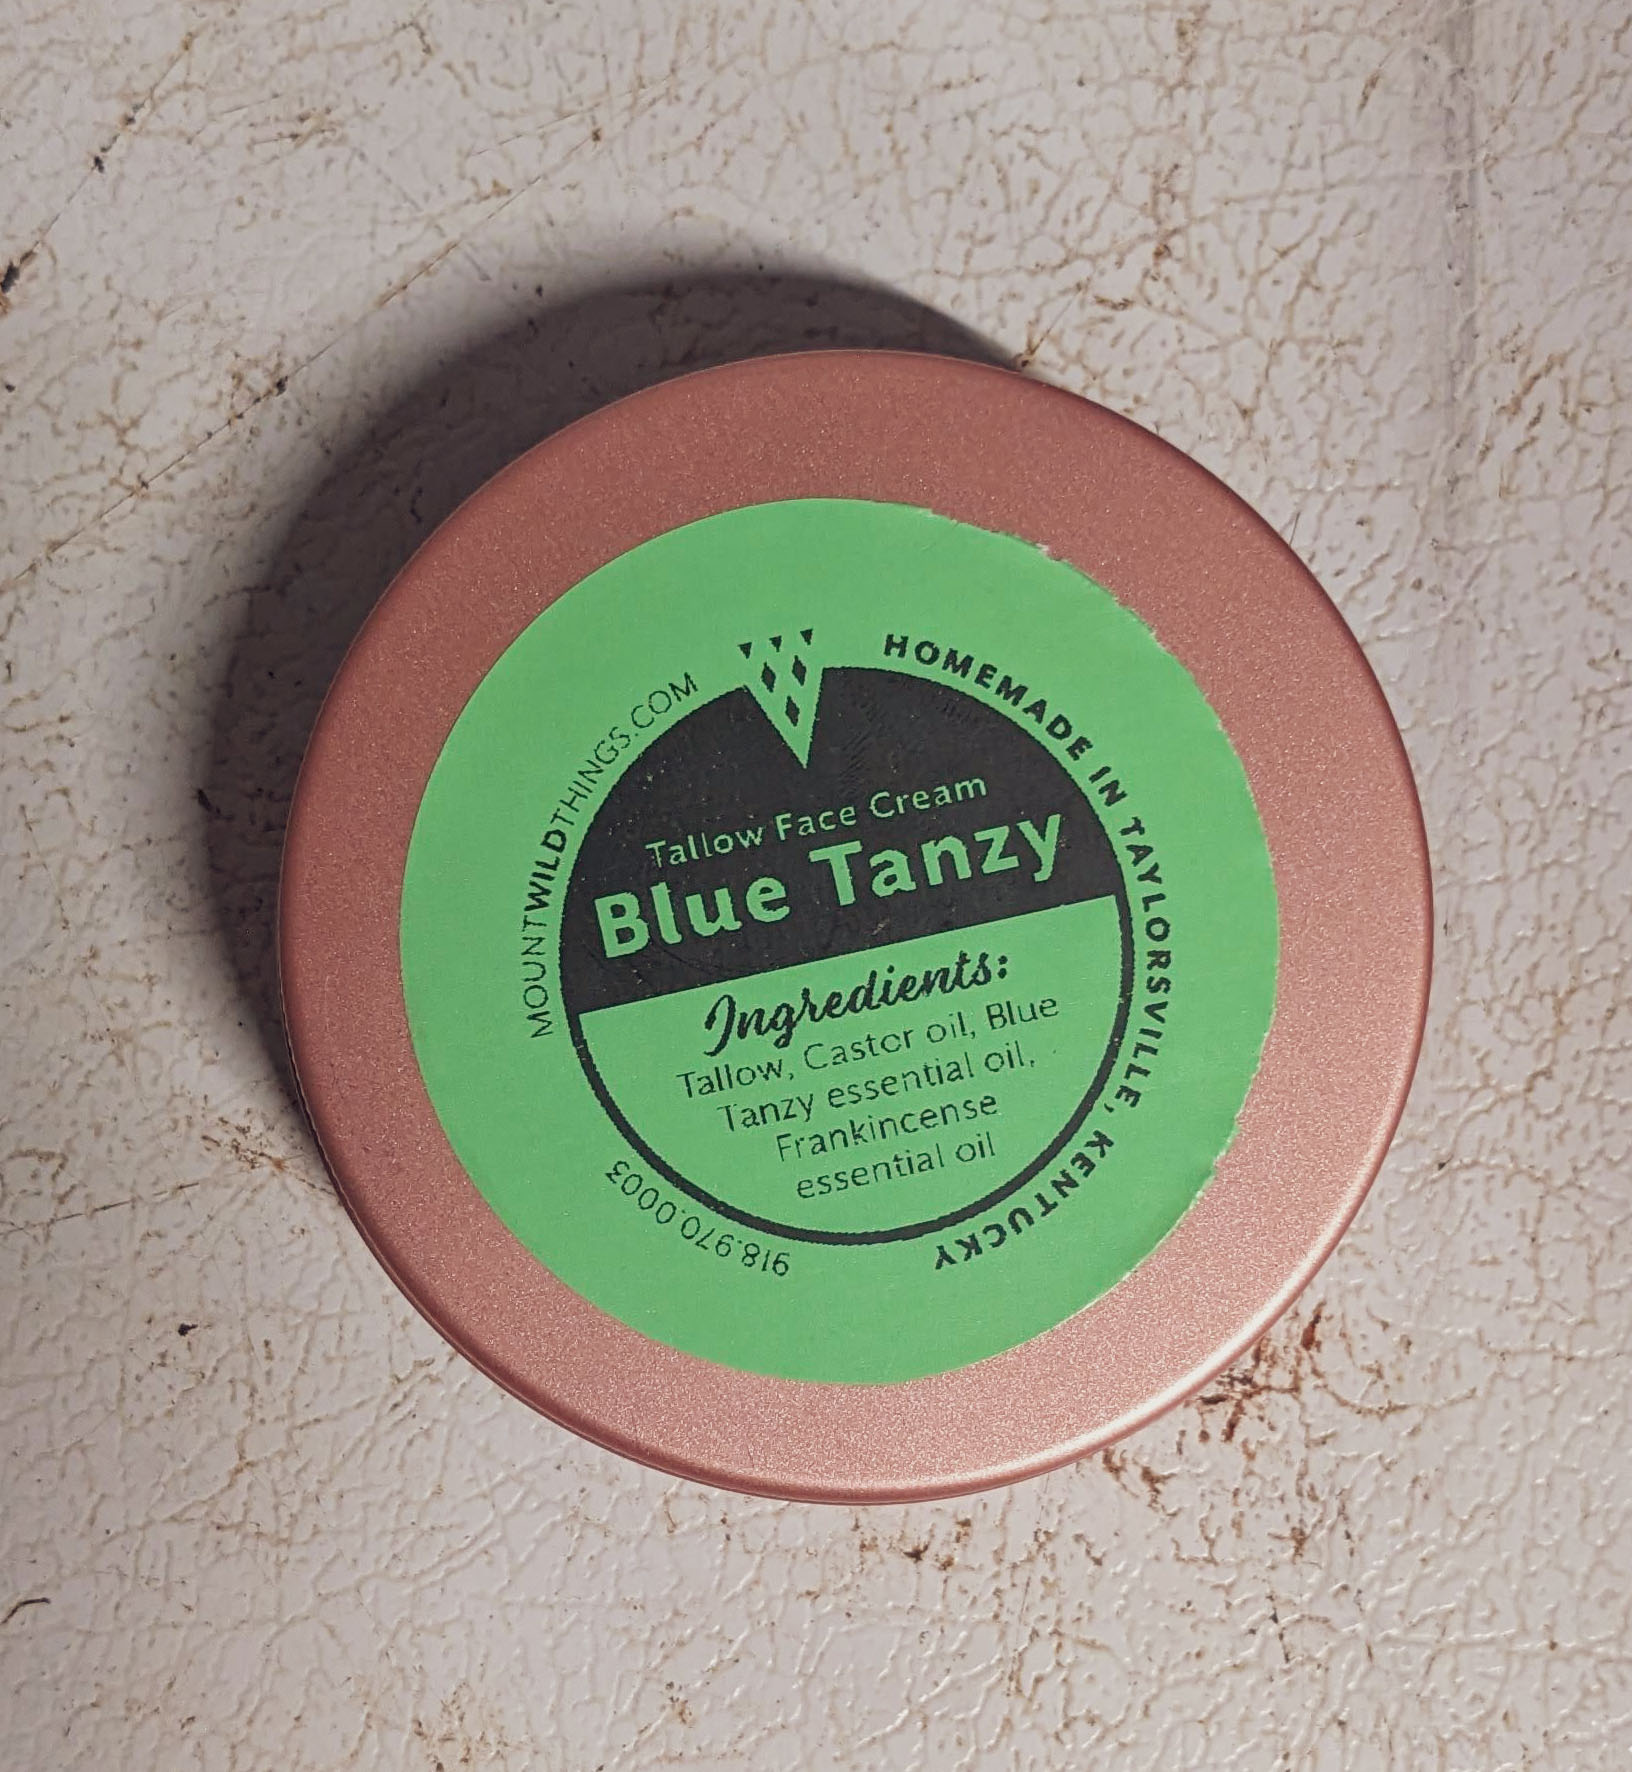 MOUNTWILDTHINGS.COM
HOMEMADE IN TAYLORSVILLE, KENTUCKY
Tallow Face Cream
Blue Tanzy
Ingredients:
Tallow, Castor oil, Blue
Tanzy essential oil,
Frankincense
essential oil
918.970.0003